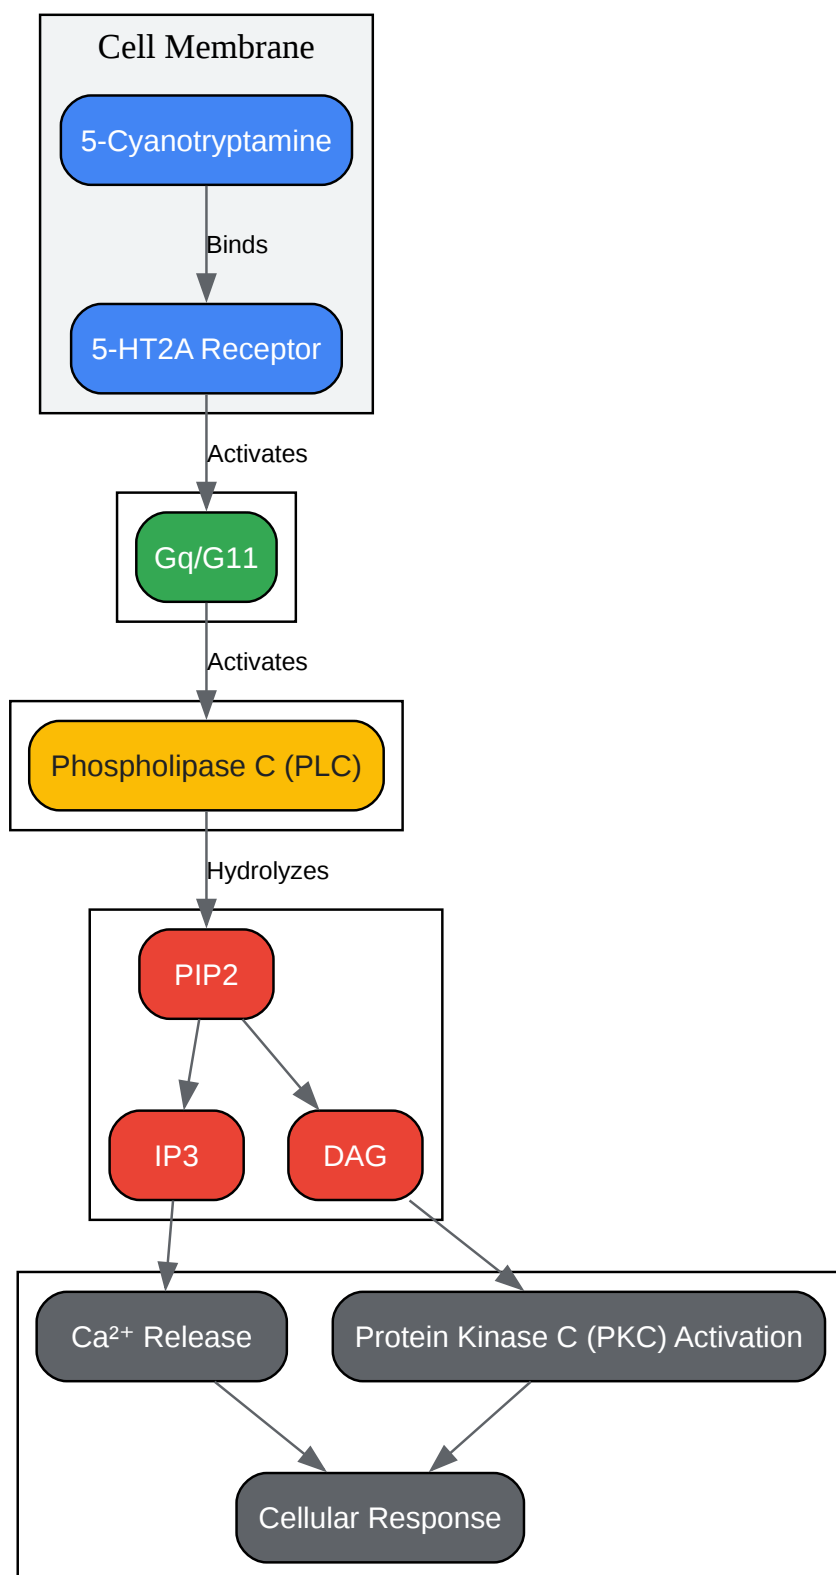 Cell Membrane
5-Cyanotryptamine
Binds
5-HT2A Receptor
Activates
Gq/G11
Activates
Phospholipase C (PLC)
Hydrolyzes
PIP2
IP3
DAG
Ca²⁺ Release
Protein Kinase C (PKC) Activation
Cellular Response